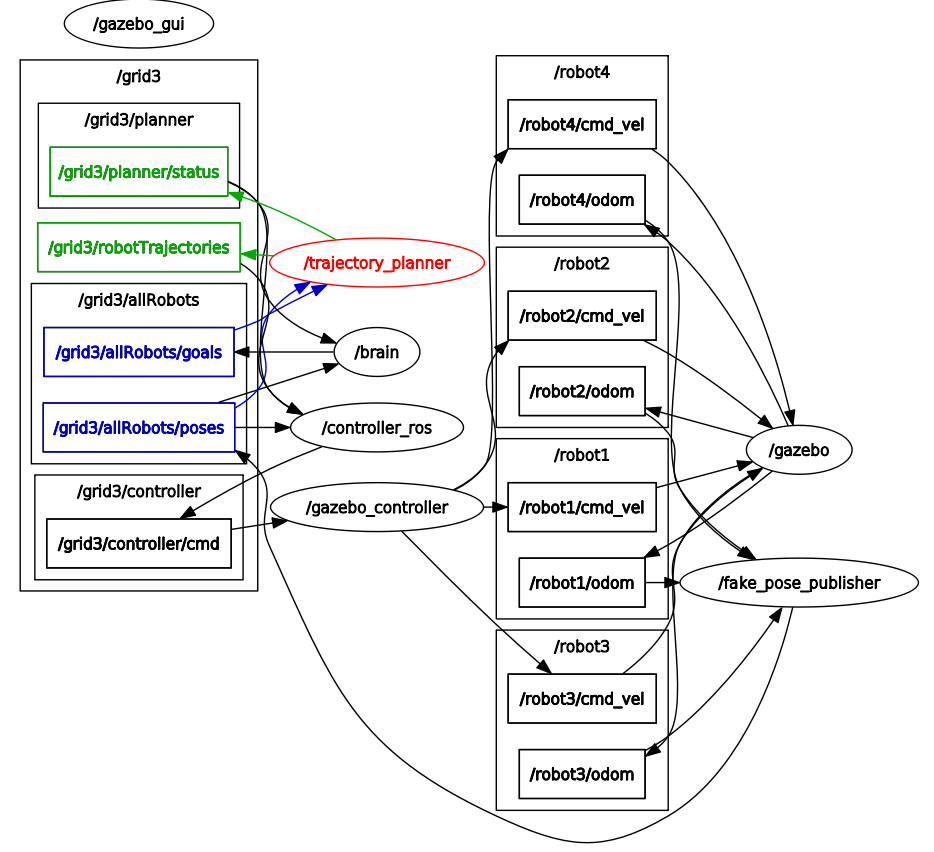 /gazebo_gui
/grid3
/grid3/planner
/grid3/planner/status
/grid3/robotTrajectories
/grid3/allRobots
/grid3/allRobots/goals
/grid3/allRobots/poses
/grid3/controller
/grid3/controller/cmd
/trajectory_planner
/brain
/controller_ros
/gazebo_controller
/robot4
/robot4/cmd_vel
/robot4/odom
/robot2
/robot2/cmd_vel
/robot2/odom
/robot1
/robot1/cmd_vel
/robot1/odom
/robot3
/robot3/cmd_vel
/robot3/odom
/gazebo
/fake_pose_publisher